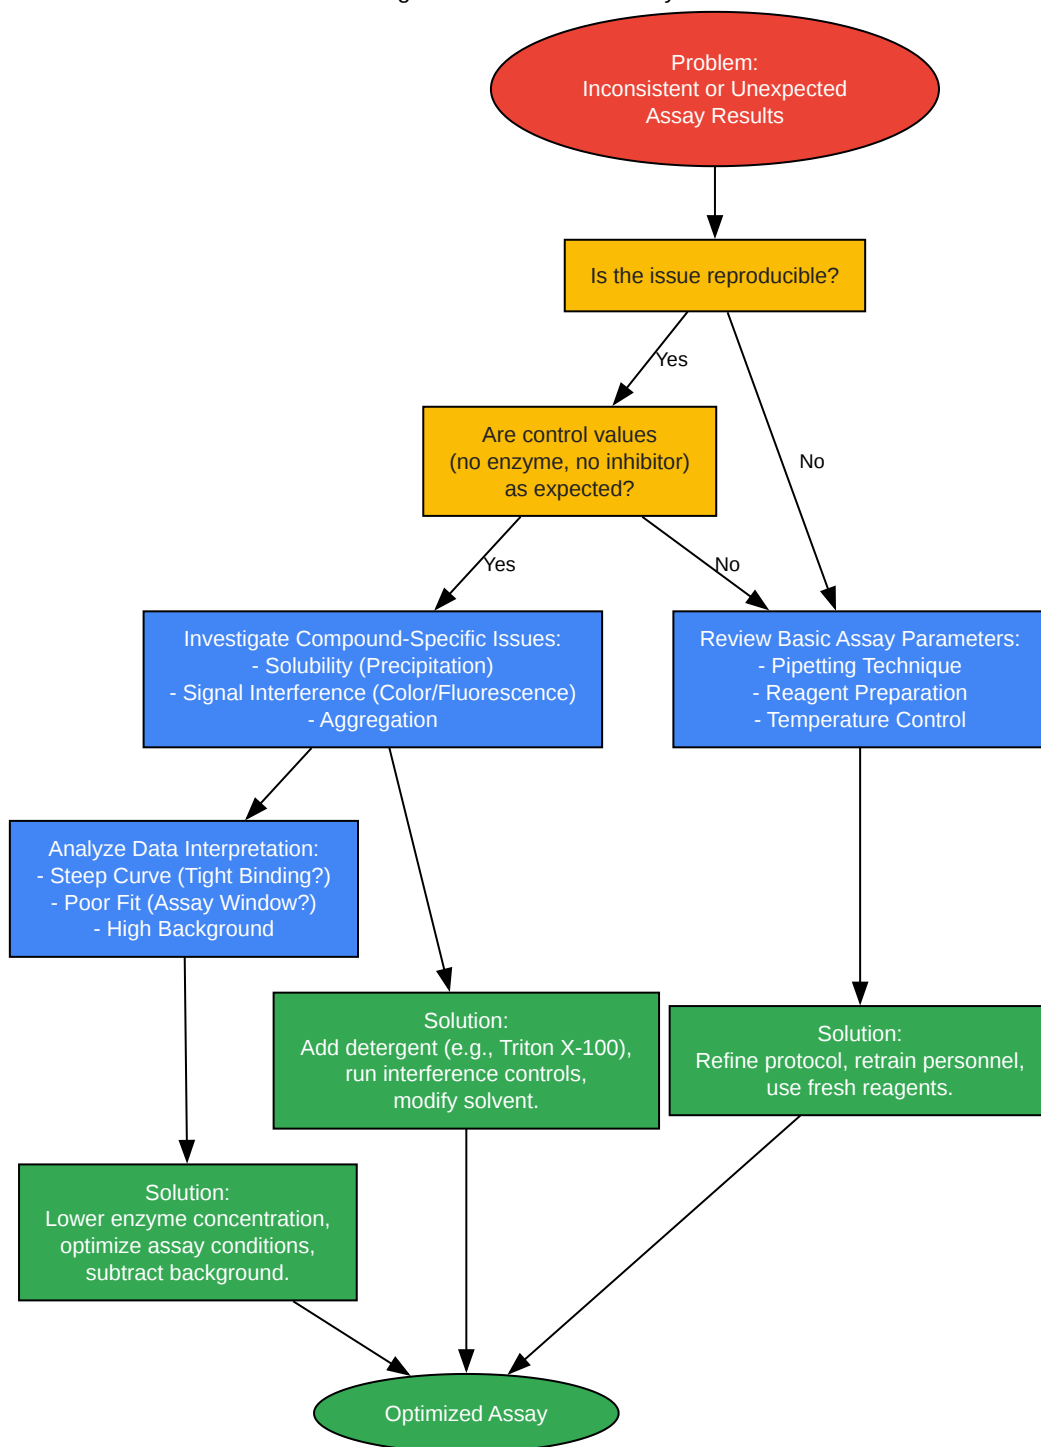 Problem:
Inconsistent or Unexpected
Assay Results
Is the issue reproducible?
Yes
Are control values
(no enzyme, no inhibitor)
as expected?
No
Yes
No
Investigate Compound-Specific Issues:
- Solubility (Precipitation)
- Signal Interference (Color/Fluorescence)
- Aggregation
Review Basic Assay Parameters:
- Pipetting Technique
- Reagent Preparation
- Temperature Control
Analyze Data Interpretation:
- Steep Curve (Tight Binding?)
- Poor Fit (Assay Window?)
- High Background
Solution:
Add detergent (e.g., Triton X-100),
run interference controls,
modify solvent.
Solution:
Refine protocol, retrain personnel,
use fresh reagents.
Solution:
Lower enzyme concentration,
optimize assay conditions,
subtract background.
Optimized Assay